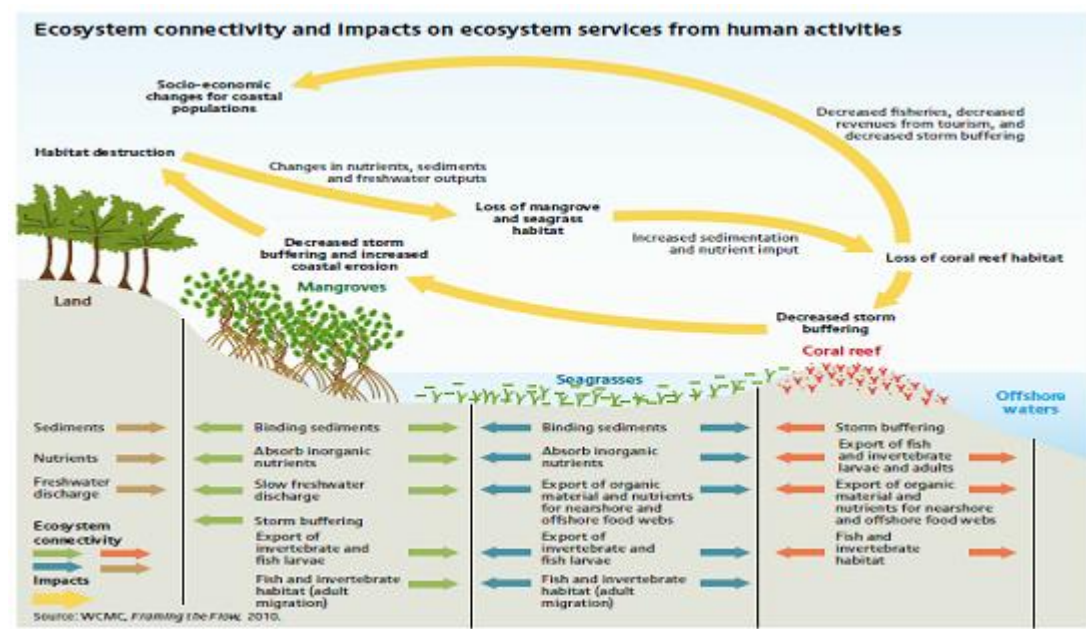 Ecosystem connectivity and impacts on ecosystem services from human activities
Socio-economic
changes for coastal
populations
Decreased fisheries, decreased
revenues from tourism, and
decreased storm buffering
Habitat destruction
Changes in nutrients, sediments
and freshwater outputs
Loss of mangrove
and seagrass
habitat
Increased sedimentation
and nutrient imput
Loss of coral reef habitat
Decreased storm
buffering and increased
coastal erosion
Decreased storm
buffering
Land
Mangroves
Seagrasses
Coral reef
Offshore
waters
Sediments
Nutrients
Freshwater
discharge
Ecosystem
connectivity
Impacts
Binding sediments
Absorb inorganic
nutrients
Slow freshwater
discharge
Storm buffering
Export of
invertebrate and
fish larvae
Fish and invertebrate
habitat (adult
migration)
Binding sediments
Absorb inorganic
nutrients
Export of organic
material and nutrients
for nearshore and
offshore food webs
Export of
invertebrate and
fish larvae
Fish and invertebrate
habitat (adult
migration)
Storm buffering
Export of fish
and invertebrate
larvae and adults
Export of organic
material and
nutrients for nearshore
and offshore food webs
Fish and
invertebrate
habitat
Source: WCMC, Framing the Flow, 2010.